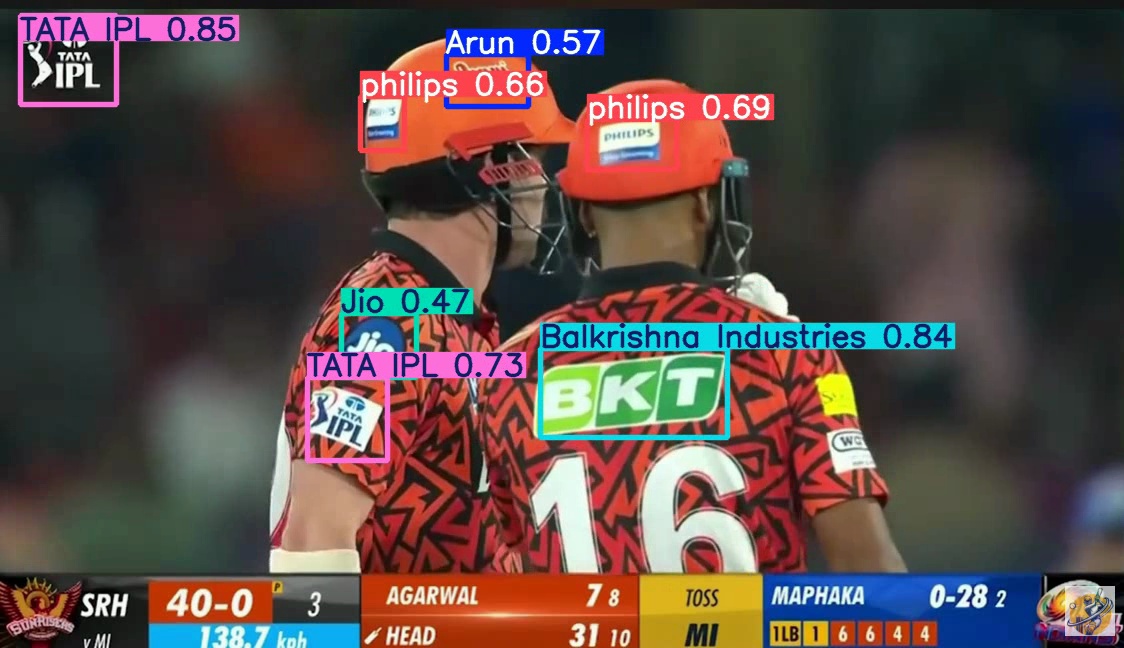 TATA IPL 0.85
TATA
IPL
Arun 0.57
philips 0.66
philips 0.69
PHILIPS
Jio 0.47
Jio
TATA IPL 0.73
TATA
IPL
Balkrishna Industries 0.84
BKT
16
SRH 40-0 P 3
v MI 138.7 kph
SUNRISERS
AGARWAL 7 8
HEAD 31 10
TOSS
MI
MAPHAKA 0-28 2
1LB 1 6 6 4 4